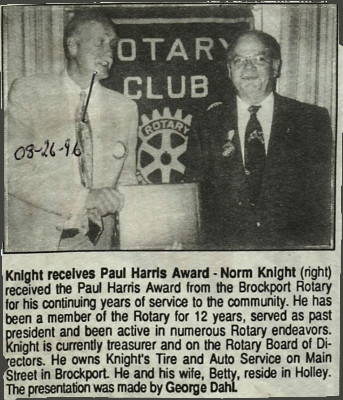 ROTARY
CLUB
ROTARY
08-26-96
Knight receives Paul Harris Award - Norm Knight (right)
received the Paul Harris Award from the Brockport Rotary
for his continuing years of service to the community. He has
been a member of the Rotary for 12 years, served as past
president and been active in numerous Rotary endeavors.
Knight is currently treasurer and on the Rotary Board of Di-
rectors. He owns Knight's Tire and Auto Service on Main
Street in Brockport. He and his wife, Betty, reside in Holley.
The presentation was made by George Dahl.